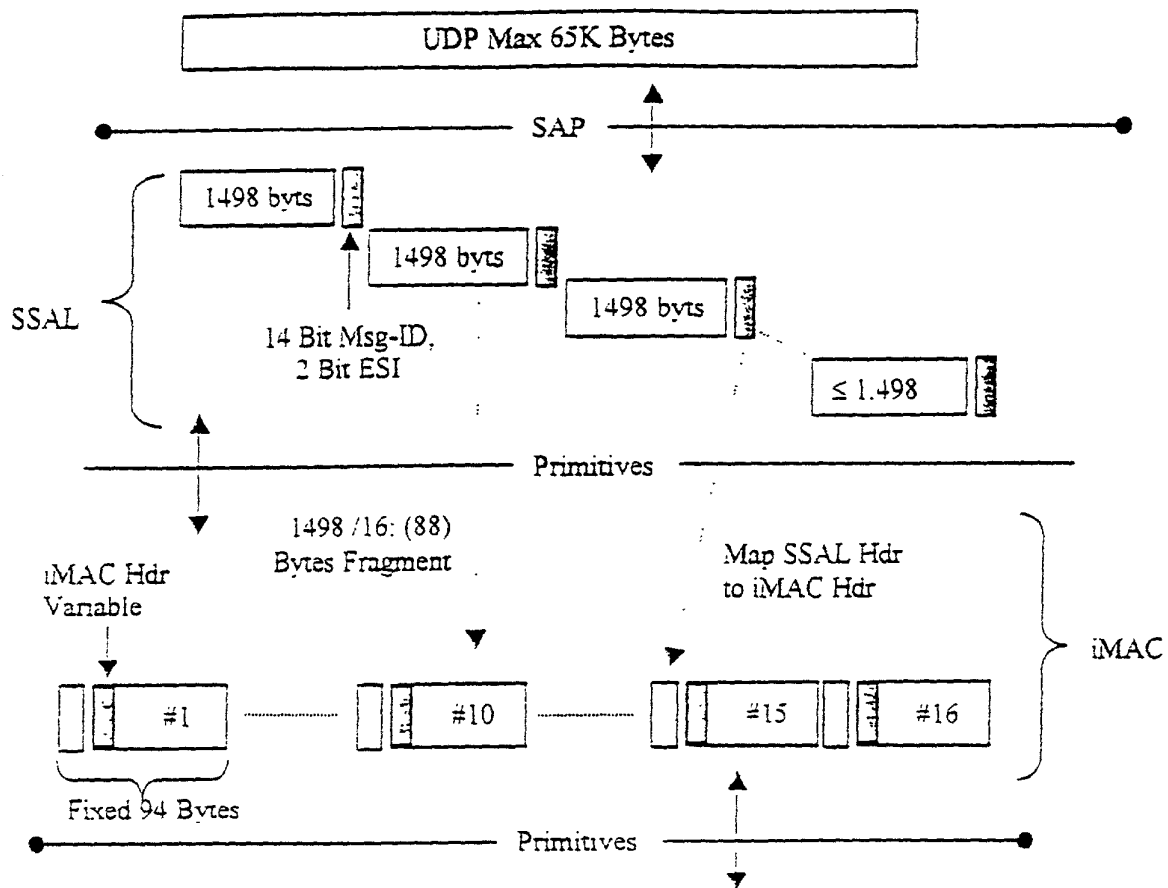 UDP Max 65K Bytes
SAP
1498 byts
1498 byts
1498 byts
SSAL
14 Bit Msg-ID,
2 Bit ESI
≤ 1.498
Primitives
1498 /16: (88)
Bytes Fragment
Map SSAL Hdr
to iMAC Hdr
iMAC Hdr
Variable
iMAC
#1
#10
#15
#16
Fixed 94 Bytes
Primitives